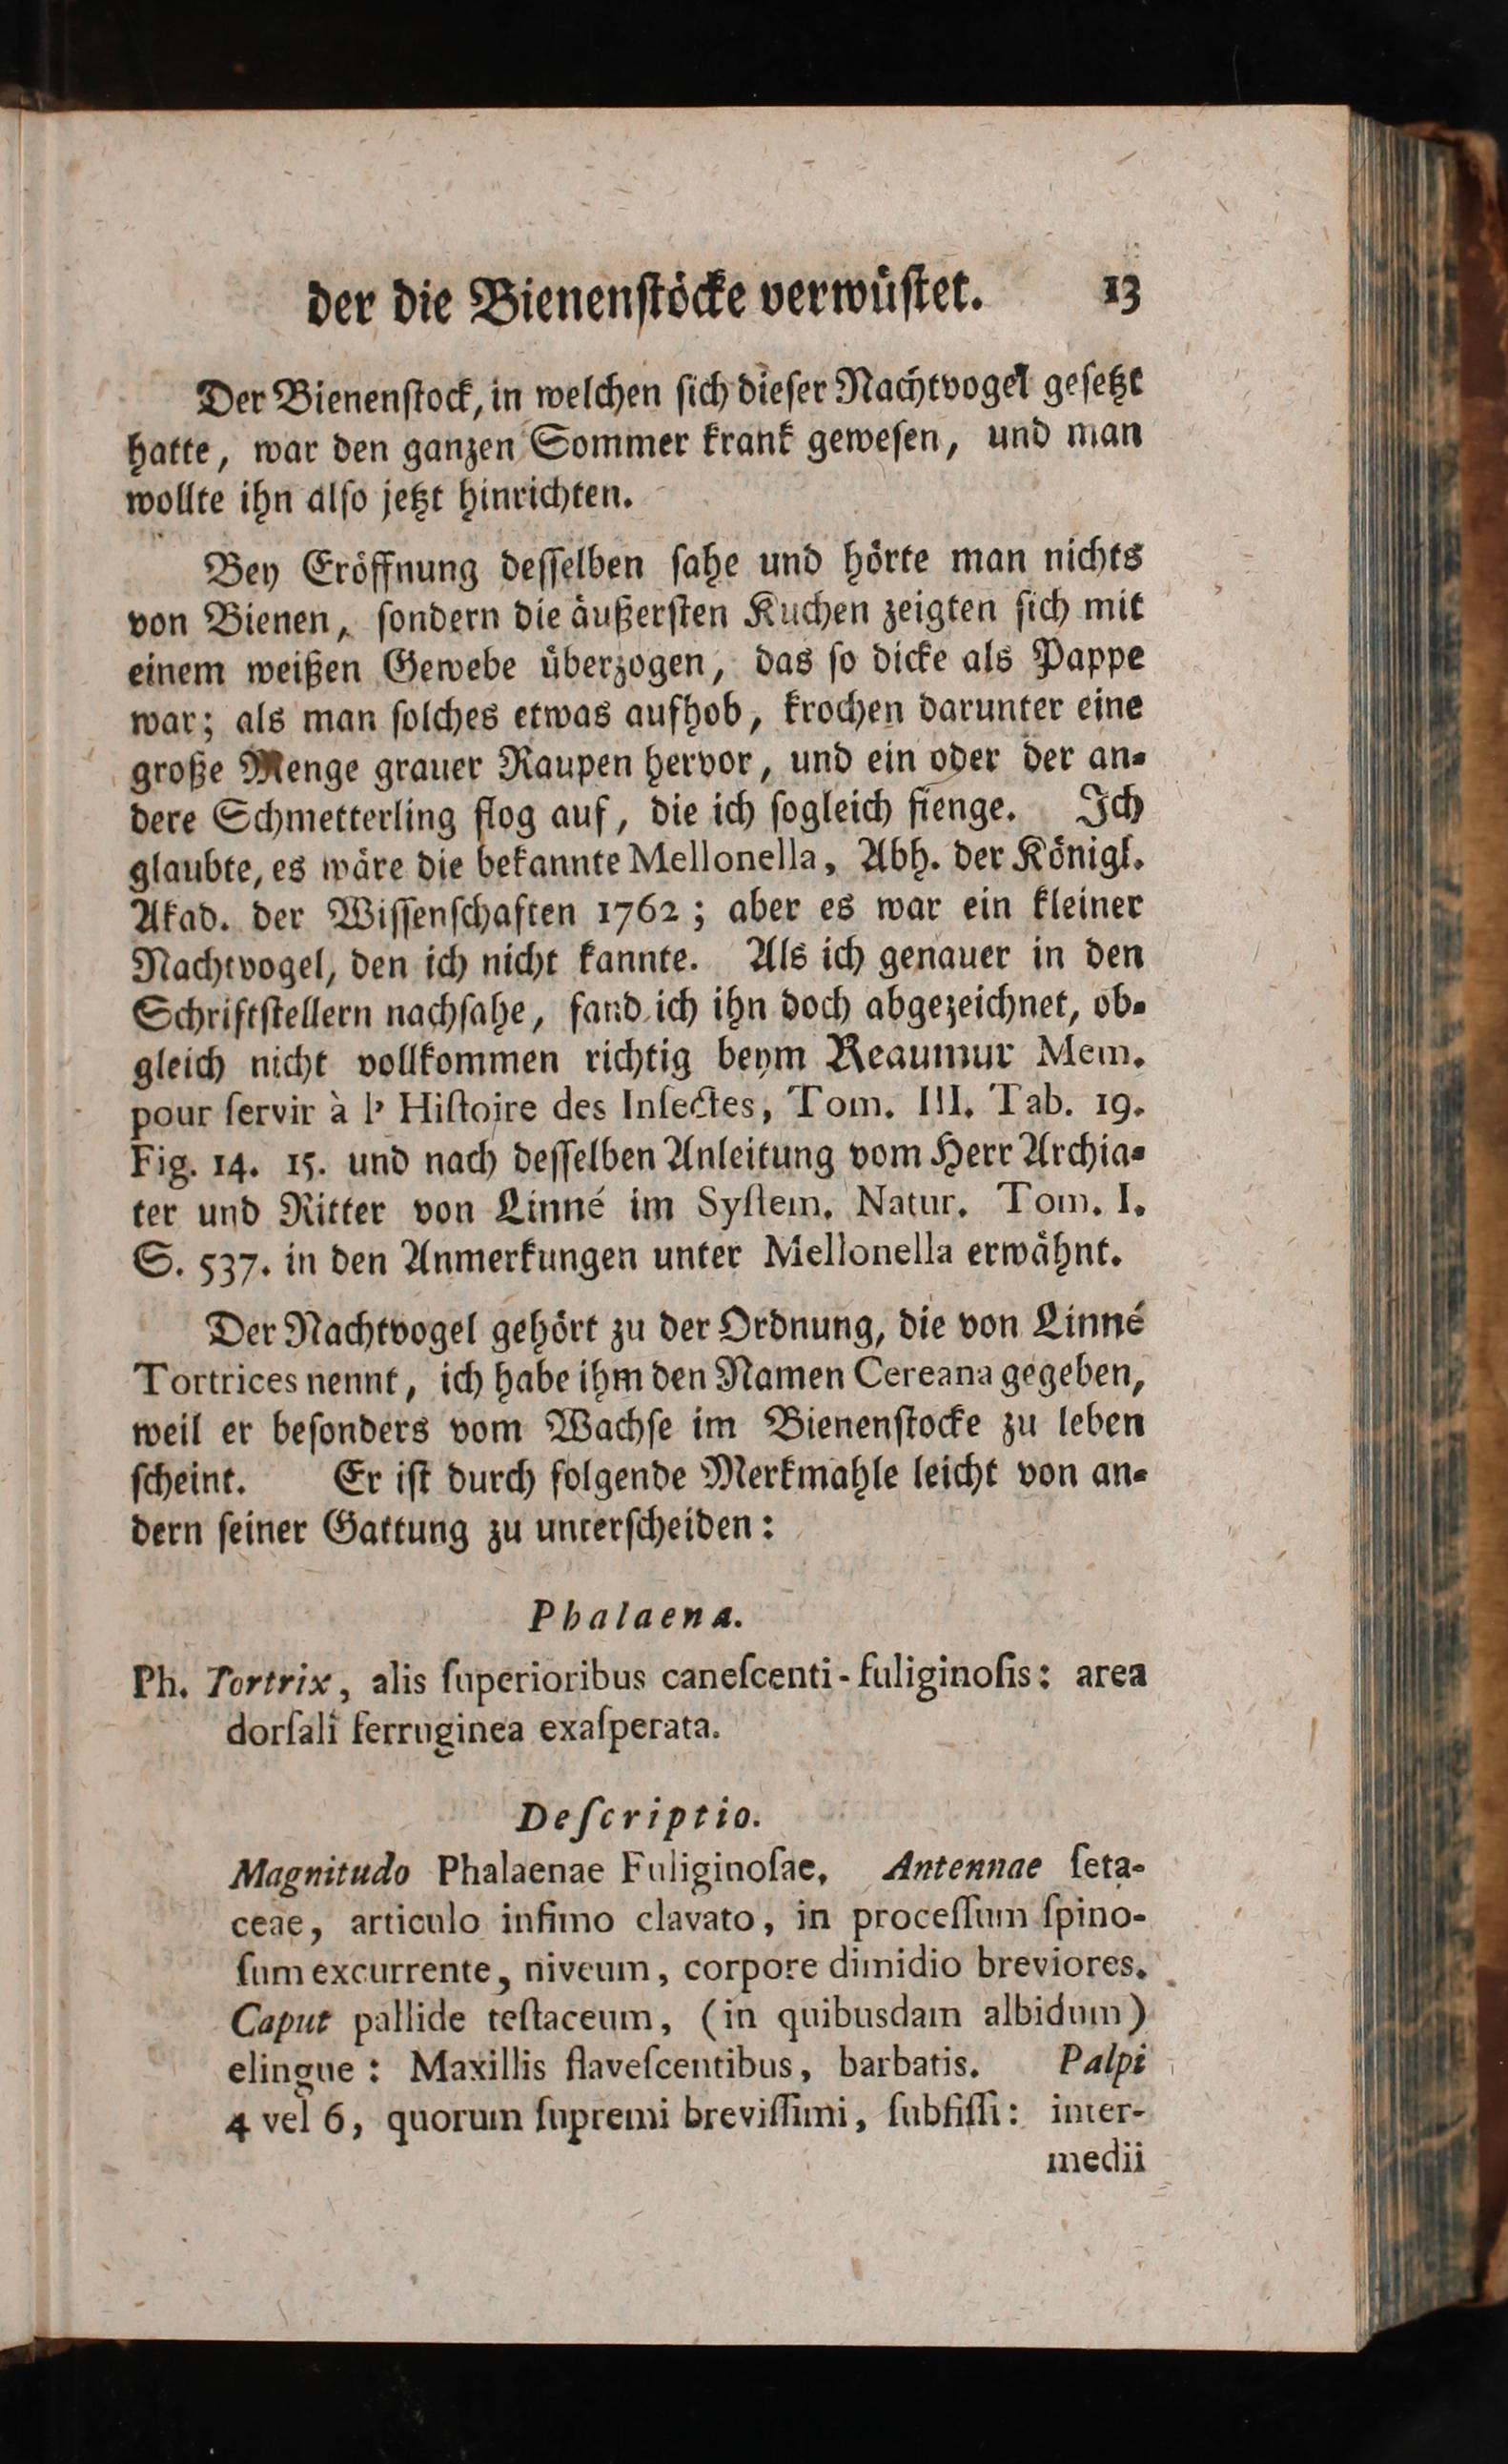 der die Bienenſtöcke verwüſtet. 13
Der Bienenſtock, in welchen ſich dieſer Nachtvogel geſetzt
hatte, war den ganzen Sommer krank geweſen, und man
wollte ihn alſo jetzt hinrichten.
Bey Eröffnung deſſelben ſahe und hörte man nichts
von Bienen, ſondern die äußerſten Kuchen zeigten ſich mit
einem weißen Gewebe überzogen, das ſo dicke als Pappe
war; als man ſolches etwas aufhob, krochen darunter eine
große Menge grauer Raupen hervor, und ein oder der an-
dere Schmetterling flog auf, die ich ſogleich fienge. Ich
glaubte, es wäre die bekannte Mellonella, Abh. der Königl.
Akad. der Wiſſenſchaften 1762; aber es war ein kleiner
Nachtvogel, den ich nicht kannte. Als ich genauer in den
Schriftſtellern nachſahe, fand ich ihn doch abgezeichnet, ob-
gleich nicht vollkommen richtig beym Reaumur Mem.
pour ſervir à l' Hiſtoire des Inſectes, Tom. III. Tab. 19.
Fig. 14. 15. und nach deſſelben Anleitung vom Herr Archia-
ter und Ritter von Linné im Syſtem. Natur. Tom. I.
S. 537. in den Anmerkungen unter Mellonella erwähnt.
Der Nachtvogel gehört zu der Ordnung, die von Linné
Tortrices nennt, ich habe ihm den Namen Cereana gegeben,
weil er beſonders vom Wachſe im Bienenſtocke zu leben
ſcheint. Er iſt durch folgende Merkmahle leicht von an-
dern ſeiner Gattung zu unterſcheiden:
Phalaena.
Ph. Tortrix, alis ſuperioribus caneſcenti-fuliginoſis: area
dorſali ferruginea exaſperata.
Deſcriptio.
Magnitudo Phalaenae Fuliginoſae. Antennae ſeta-
ceae, articulo infimo clavato, in proceſſum ſpino-
ſum excurrente, niveum, corpore dimidio breviores.
Caput pallide teſtaceum, (in quibusdam albidum)
elingue: Maxillis flaveſcentibus, barbatis. Palpi
4 vel 6, quorum ſupremi breviſſimi, ſubfiſſi: inter-
medii